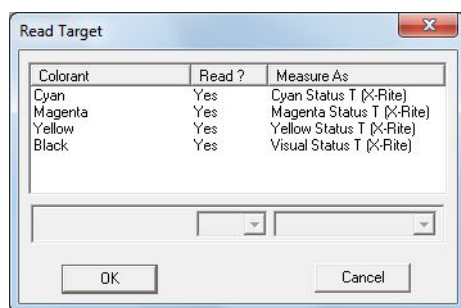 Read Target
Colorant Read ? Measure As
Cyan Yes Cyan Status T (X-Rite)
Magenta Yes Magenta Status T (X-Rite)
Yellow Yes Yellow Status T (X-Rite)
Black Yes Visual Status T (X-Rite)
OK Cancel